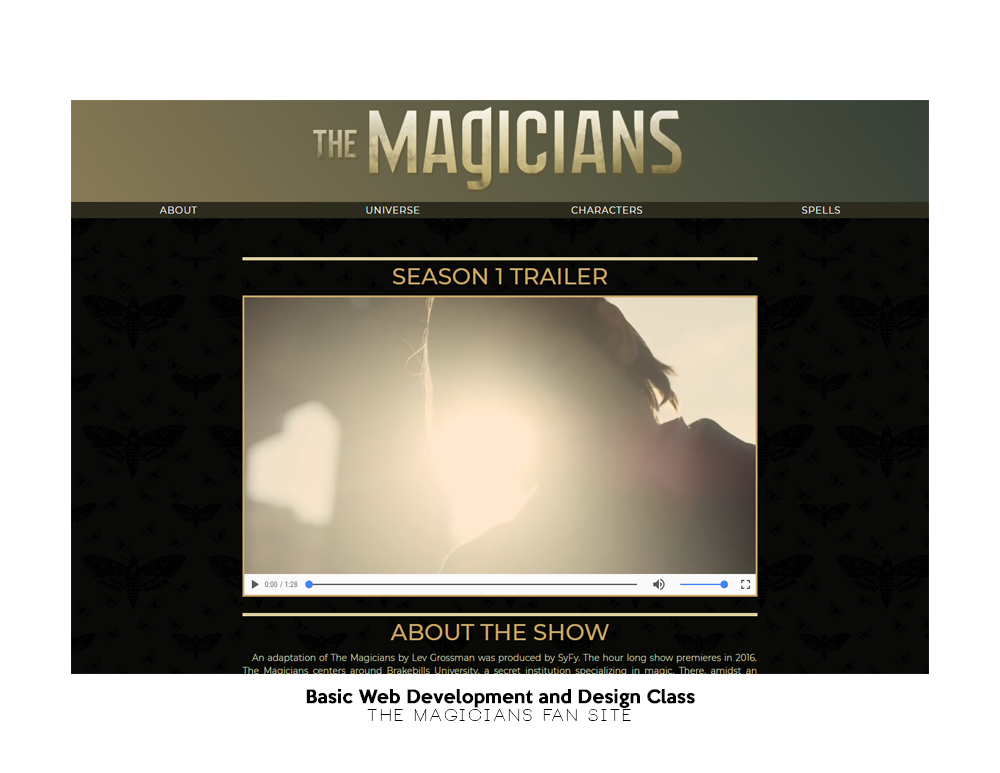 THE MAGICIANS
ABOUT UNIVERSE CHARACTERS SPELLS
SEASON 1 TRAILER
0:00 / 1:28
ABOUT THE SHOW
An adaptation of The Magicians by Lev Grossman was produced by SyFy. The hour long show premieres in 2016.
The Magicians centers around Brakebills University, a secret institution specializing in magic. There, amidst an
Basic Web Development and Design Class
THE MAGICIANS FAN SITE